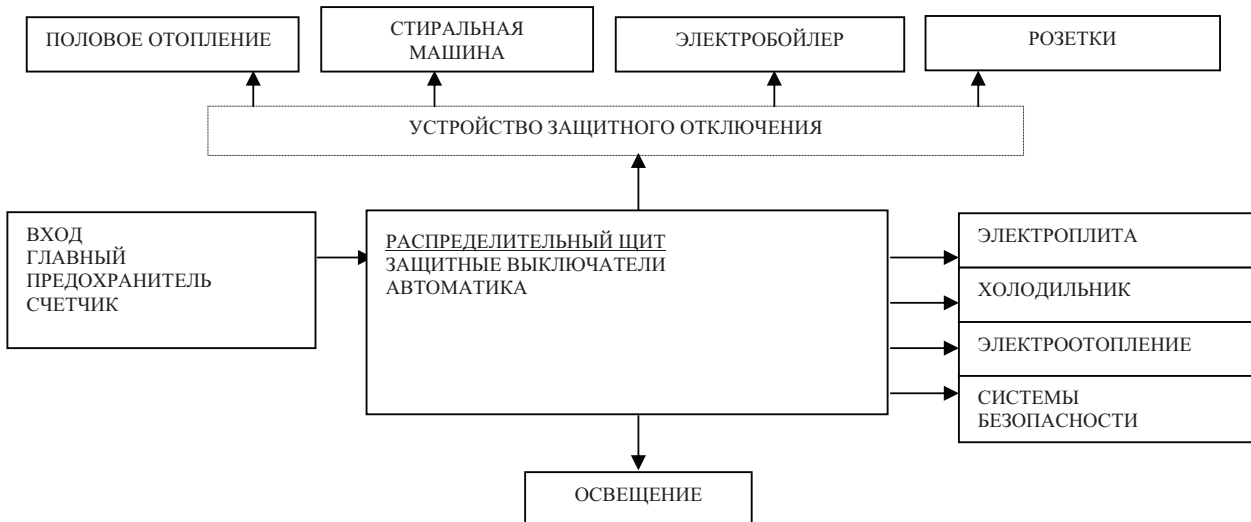 ПОЛОВОЕ ОТОПЛЕНИЕ
СТИРАЛЬНАЯ
МАШИНА
ЭЛЕКТРОБОЙЛЕР
РОЗЕТКИ
УСТРОЙСТВО ЗАЩИТНОГО ОТКЛЮЧЕНИЯ
ВХОД
ГЛАВНЫЙ
ПРЕДОХРАНИТЕЛЬ
СЧЕТЧИК
РАСПРЕДЕЛИТЕЛЬНЫЙ ЩИТ
ЗАЩИТНЫЕ ВЫКЛЮЧАТЕЛИ
АВТОМАТИКА
ЭЛЕКТРОПЛИТА
ХОЛОДИЛЬНИК
ЭЛЕКТРООТОПЛЕНИЕ
СИСТЕМЫ
БЕЗОПАСНОСТИ
ОСВЕЩЕНИЕ